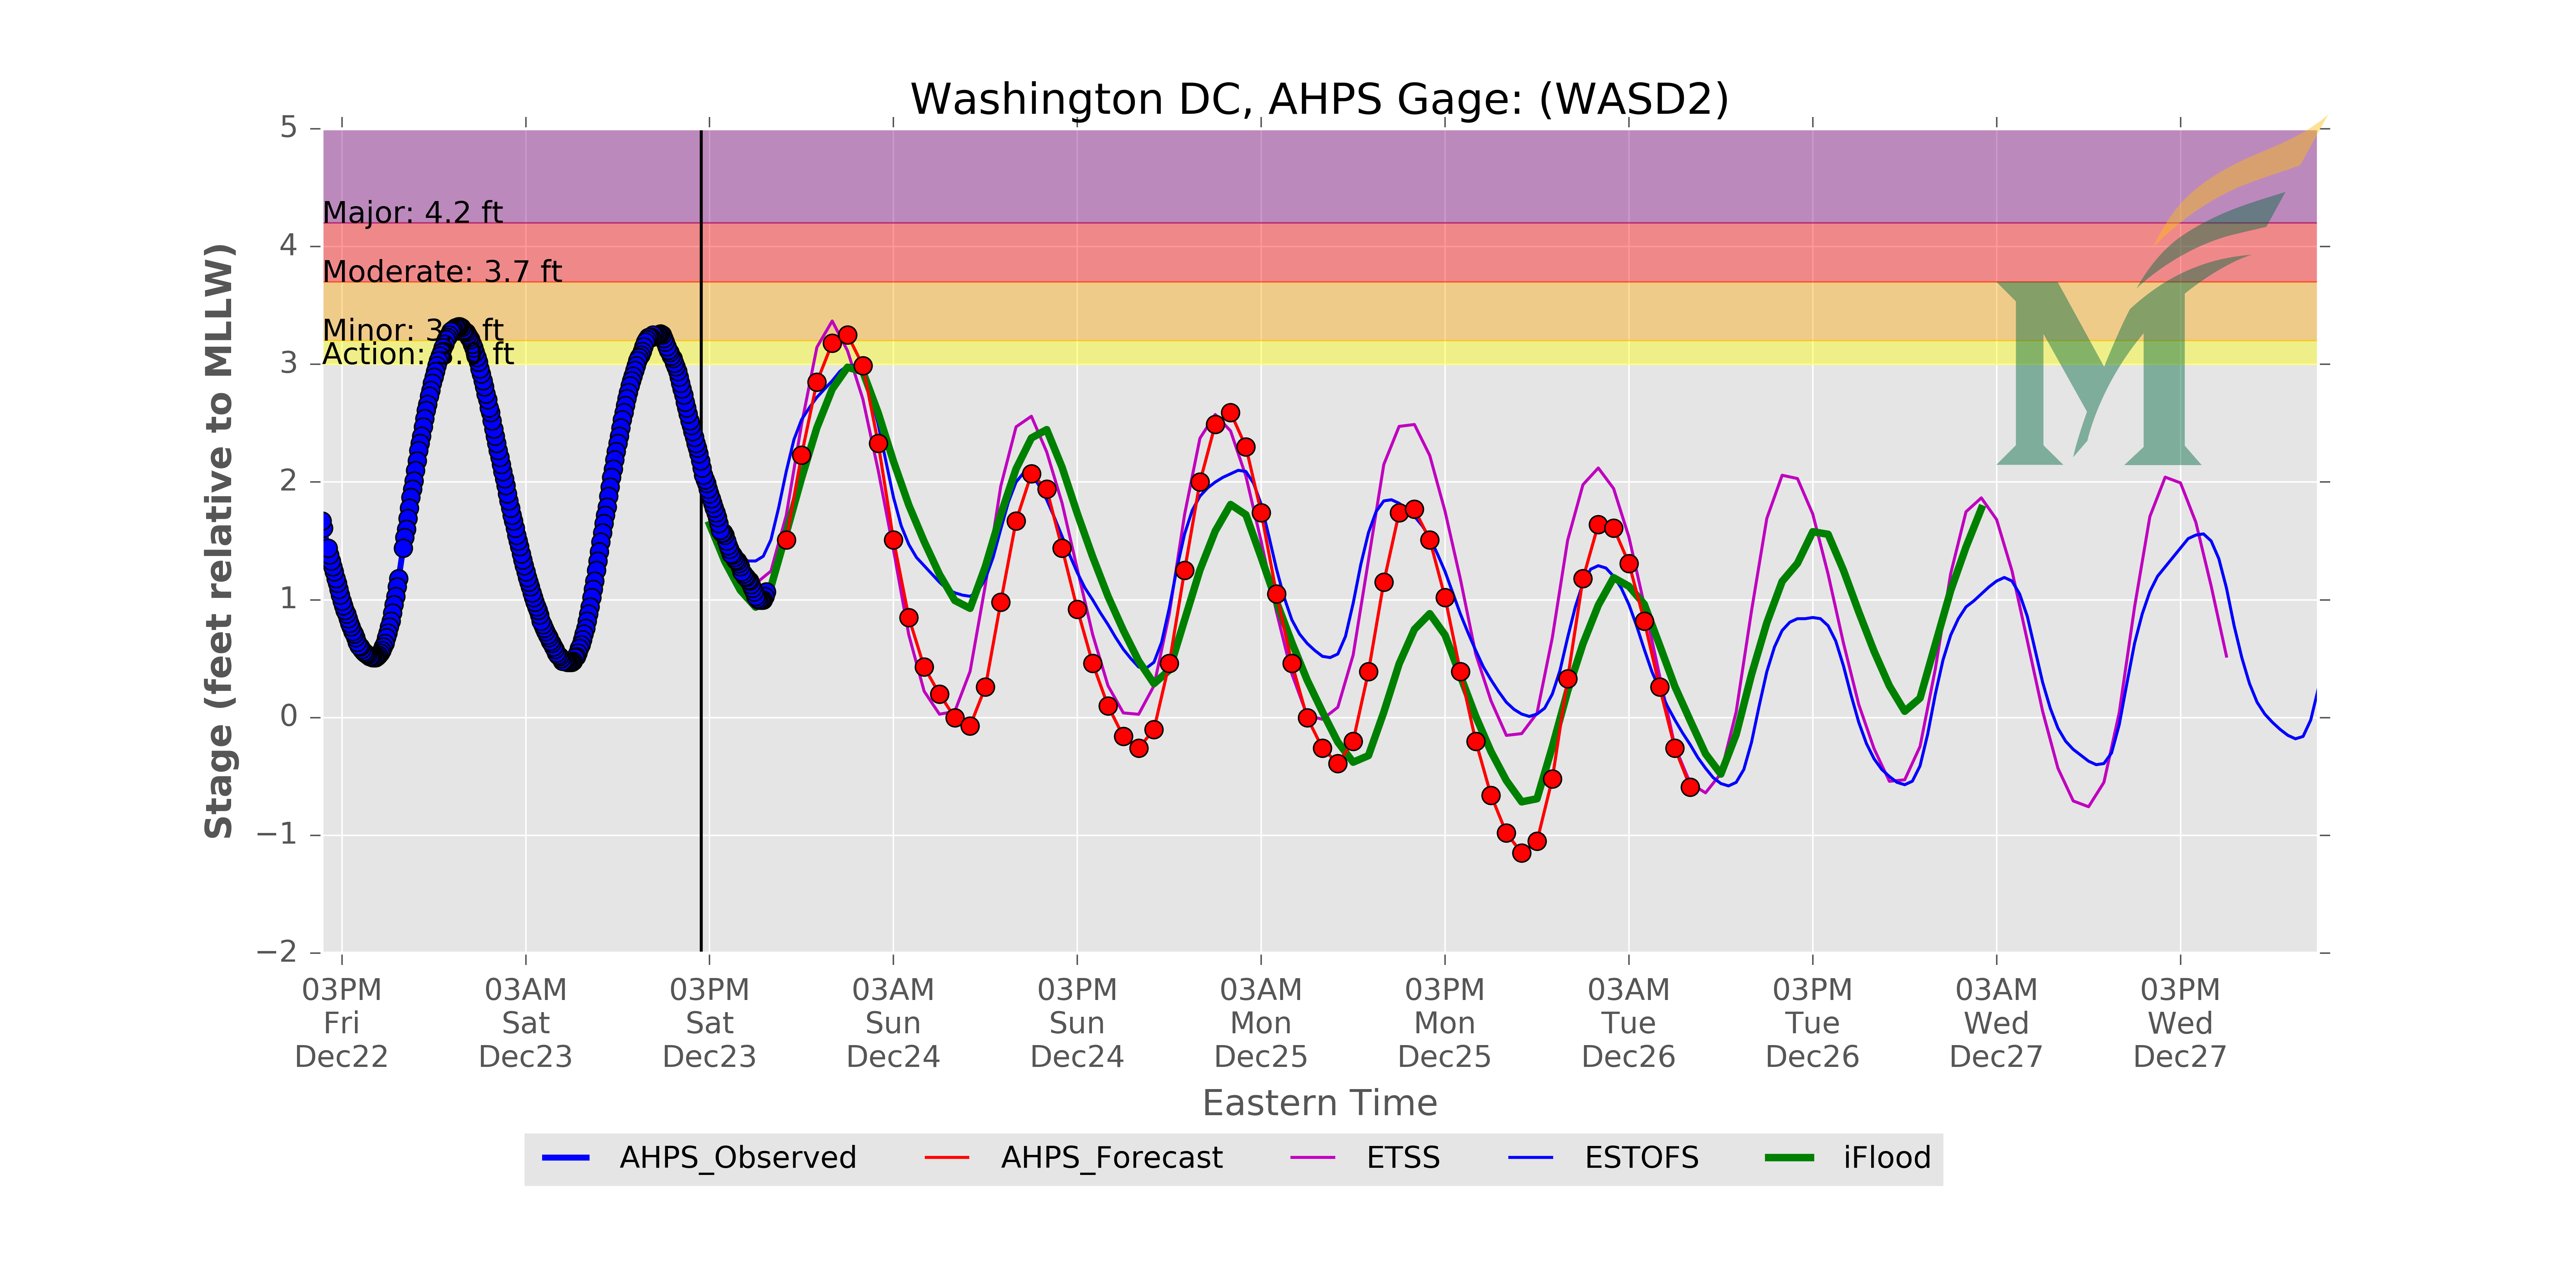 Washington DC, AHPS Gage: (WASD2)
5
4
3
2
1
0
−1
−2
Stage (feet relative to MLLW)
Major: 4.2 ft
Moderate: 3.7 ft
Minor: 3. ft
Action: ft
03PM 03AM 03PM 03AM 03PM 03AM 03PM 03AM 03PM 03AM 03PM
Fri Sat Sat Sun Sun Mon Mon Tue Tue Wed Wed
Dec22 Dec23 Dec23 Dec24 Dec24 Dec25 Dec25 Dec26 Dec26 Dec27 Dec27
Eastern Time
AHPS_Observed AHPS_Forecast ETSS ESTOFS iFlood
M